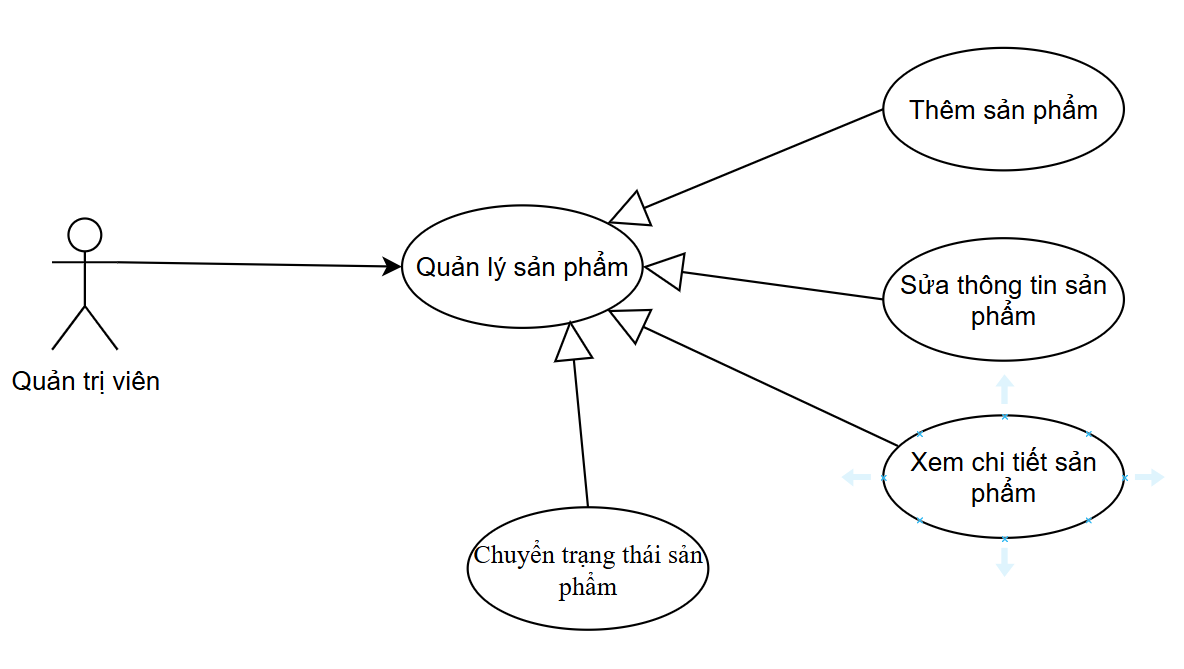 Thêm sản phẩm
Quản lý sản phẩm
Sửa thông tin sản
phẩm
Quản trị viên
Xem chi tiết sản
phẩm
Chuyển trạng thái sản
phẩm